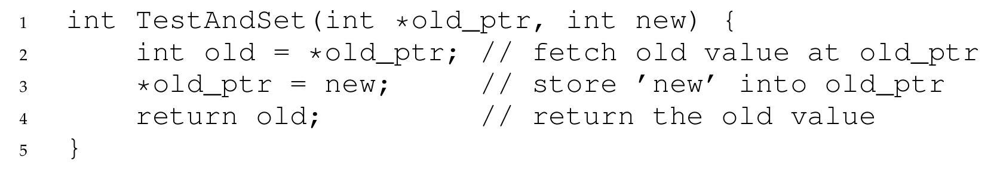 1 int TestAndSet(int *old_ptr, int new) {
2 int old = *old_ptr; // fetch old value at old_ptr
3 *old_ptr = new; // store ’new’ into old_ptr
4 return old; // return the old value
5 }